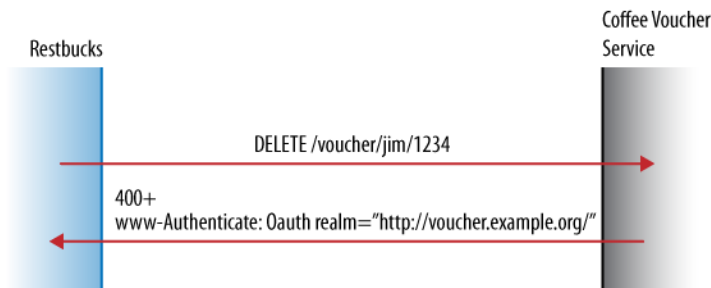 Restbucks
Coffee Voucher
Service
DELETE /voucher/jim/1234
400+
www-Authenticate: Oauth realm=”http://voucher.example.org/”